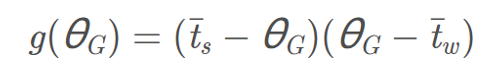 g(θ_G) = (t̄_s − θ_G)(θ_G − t̄_w)